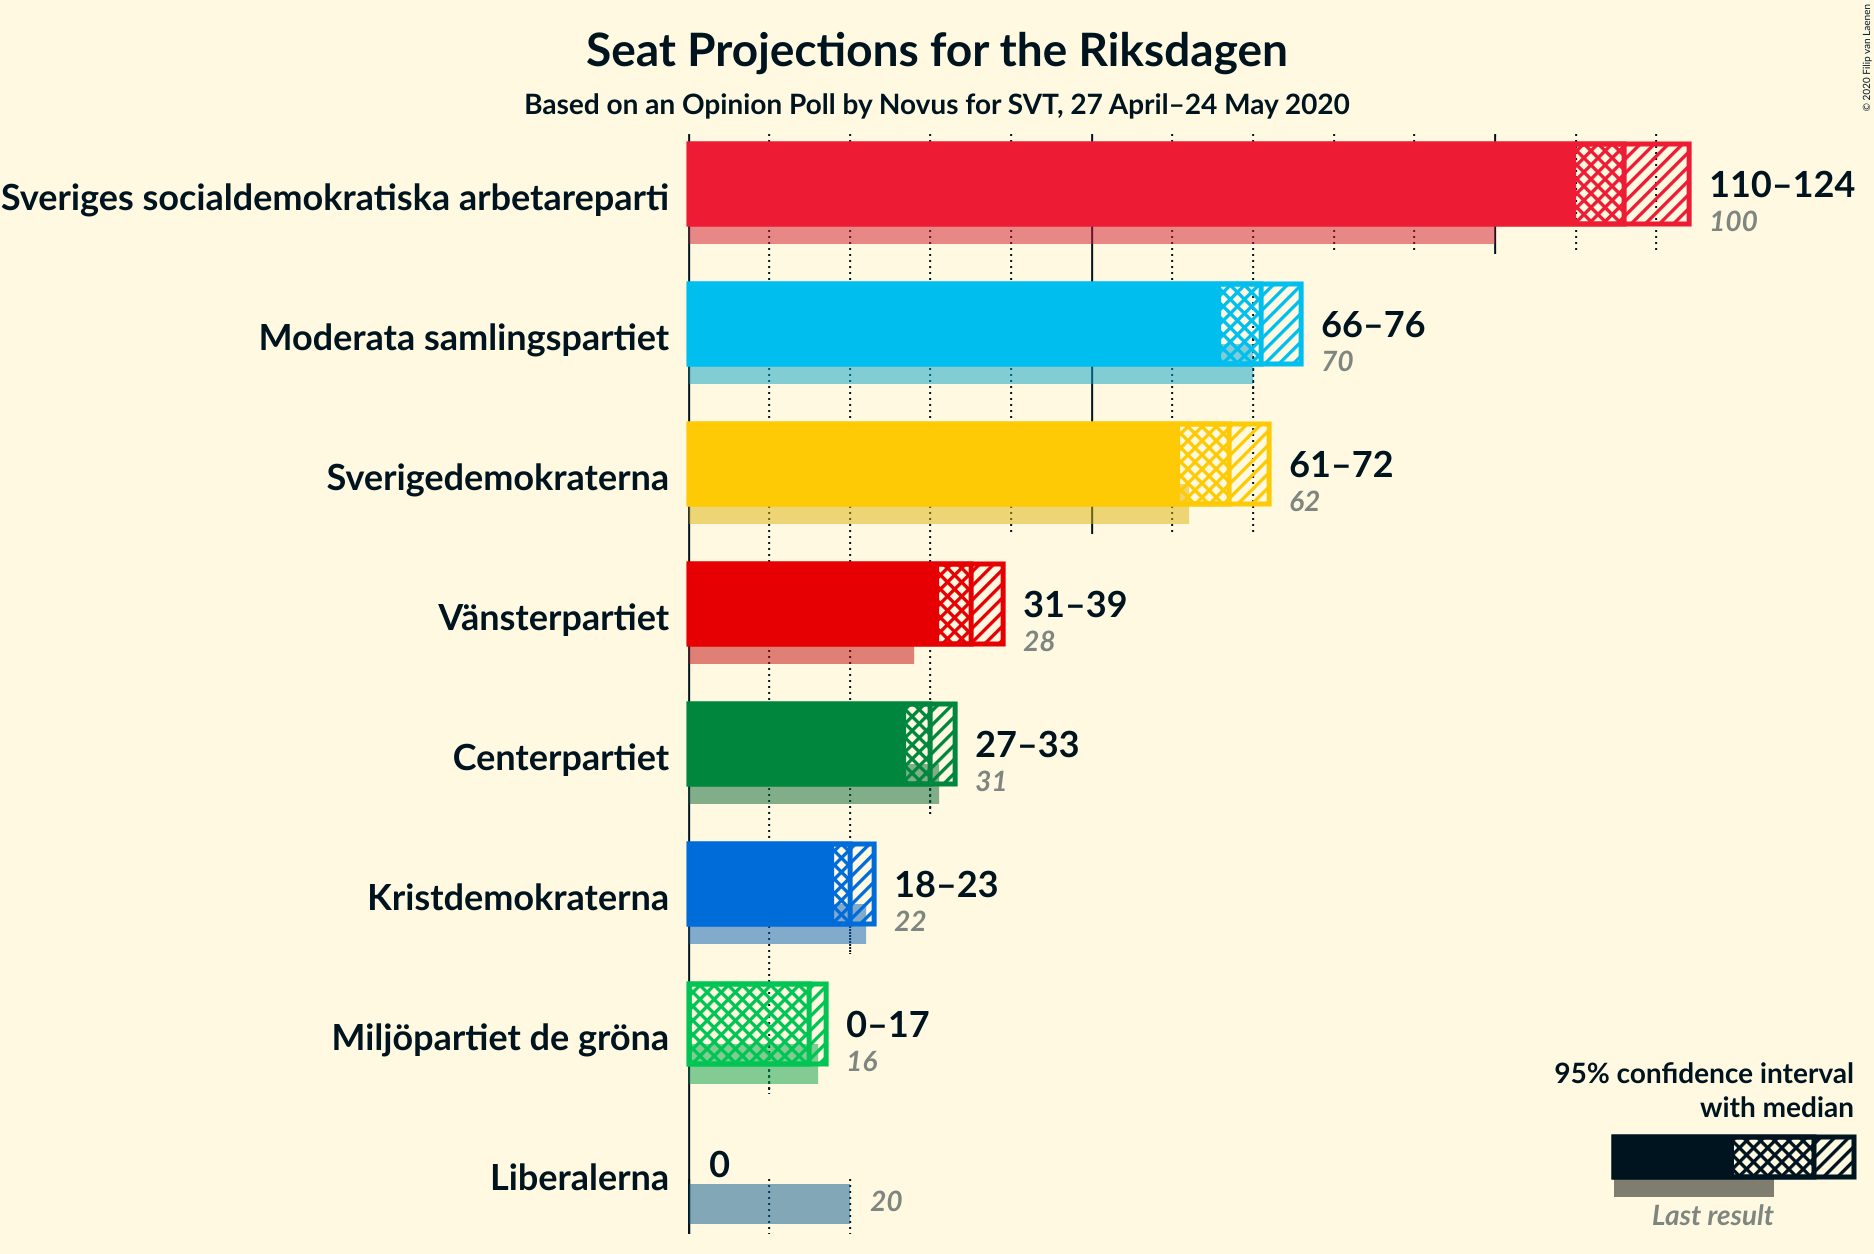 Seat Projections for the Riksdagen
Based on an Opinion Poll by Novus for SVT, 27 April–24 May 2020
© 2020 Filip van Laenen
Sveriges socialdemokratiska arbetareparti
110–124
100
Moderata samlingspartiet
66–76
70
Sverigedemokraterna
61–72
62
Vänsterpartiet
31–39
28
Centerpartiet
27–33
31
Kristdemokraterna
18–23
22
Miljöpartiet de gröna
0–17
16
Liberalerna
0
20
95% confidence interval
with median
Last result